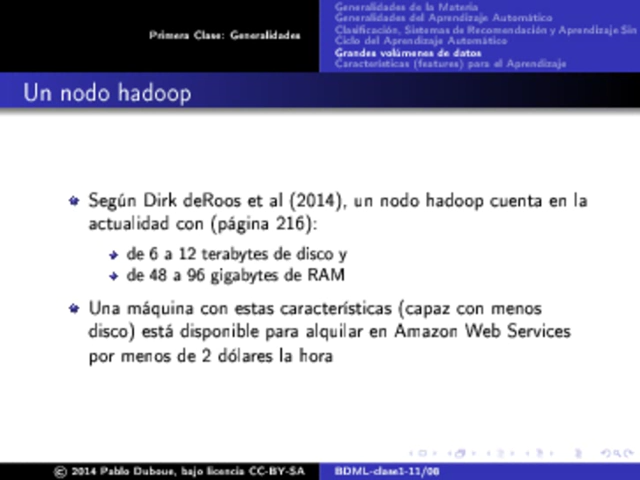 Primera Clase: Generalidades
Generalidades de la Materia
Generalidades del Aprendizaje Automático
Clasificación, Sistemas de Recomendación y Aprendizaje Sin
Ciclo del Aprendizaje Automático
Grandes volúmenes de datos
Características (features) para el Aprendizaje
Un nodo hadoop
Según Dirk deRoos et al (2014), un nodo hadoop cuenta en la
actualidad con (página 216):
de 6 a 12 terabytes de disco y
de 48 a 96 gigabytes de RAM
Una máquina con estas características (capaz con menos
disco) está disponible para alquilar en Amazon Web Services
por menos de 2 dólares la hora
© 2014 Pablo Duboue, bajo licencia CC-BY-SA
BDML-clase1-11/08